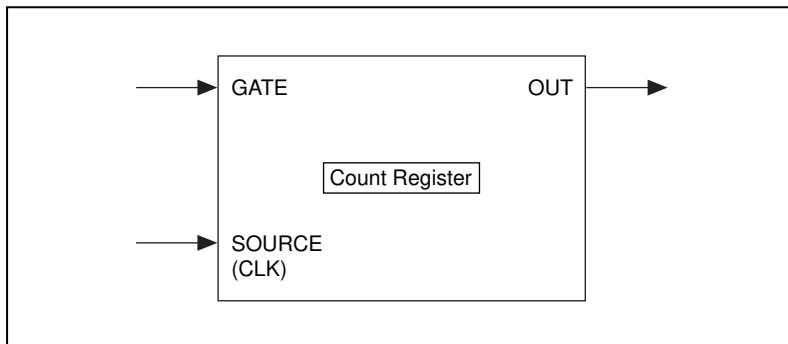 GATE
OUT
Count Register
SOURCE
(CLK)